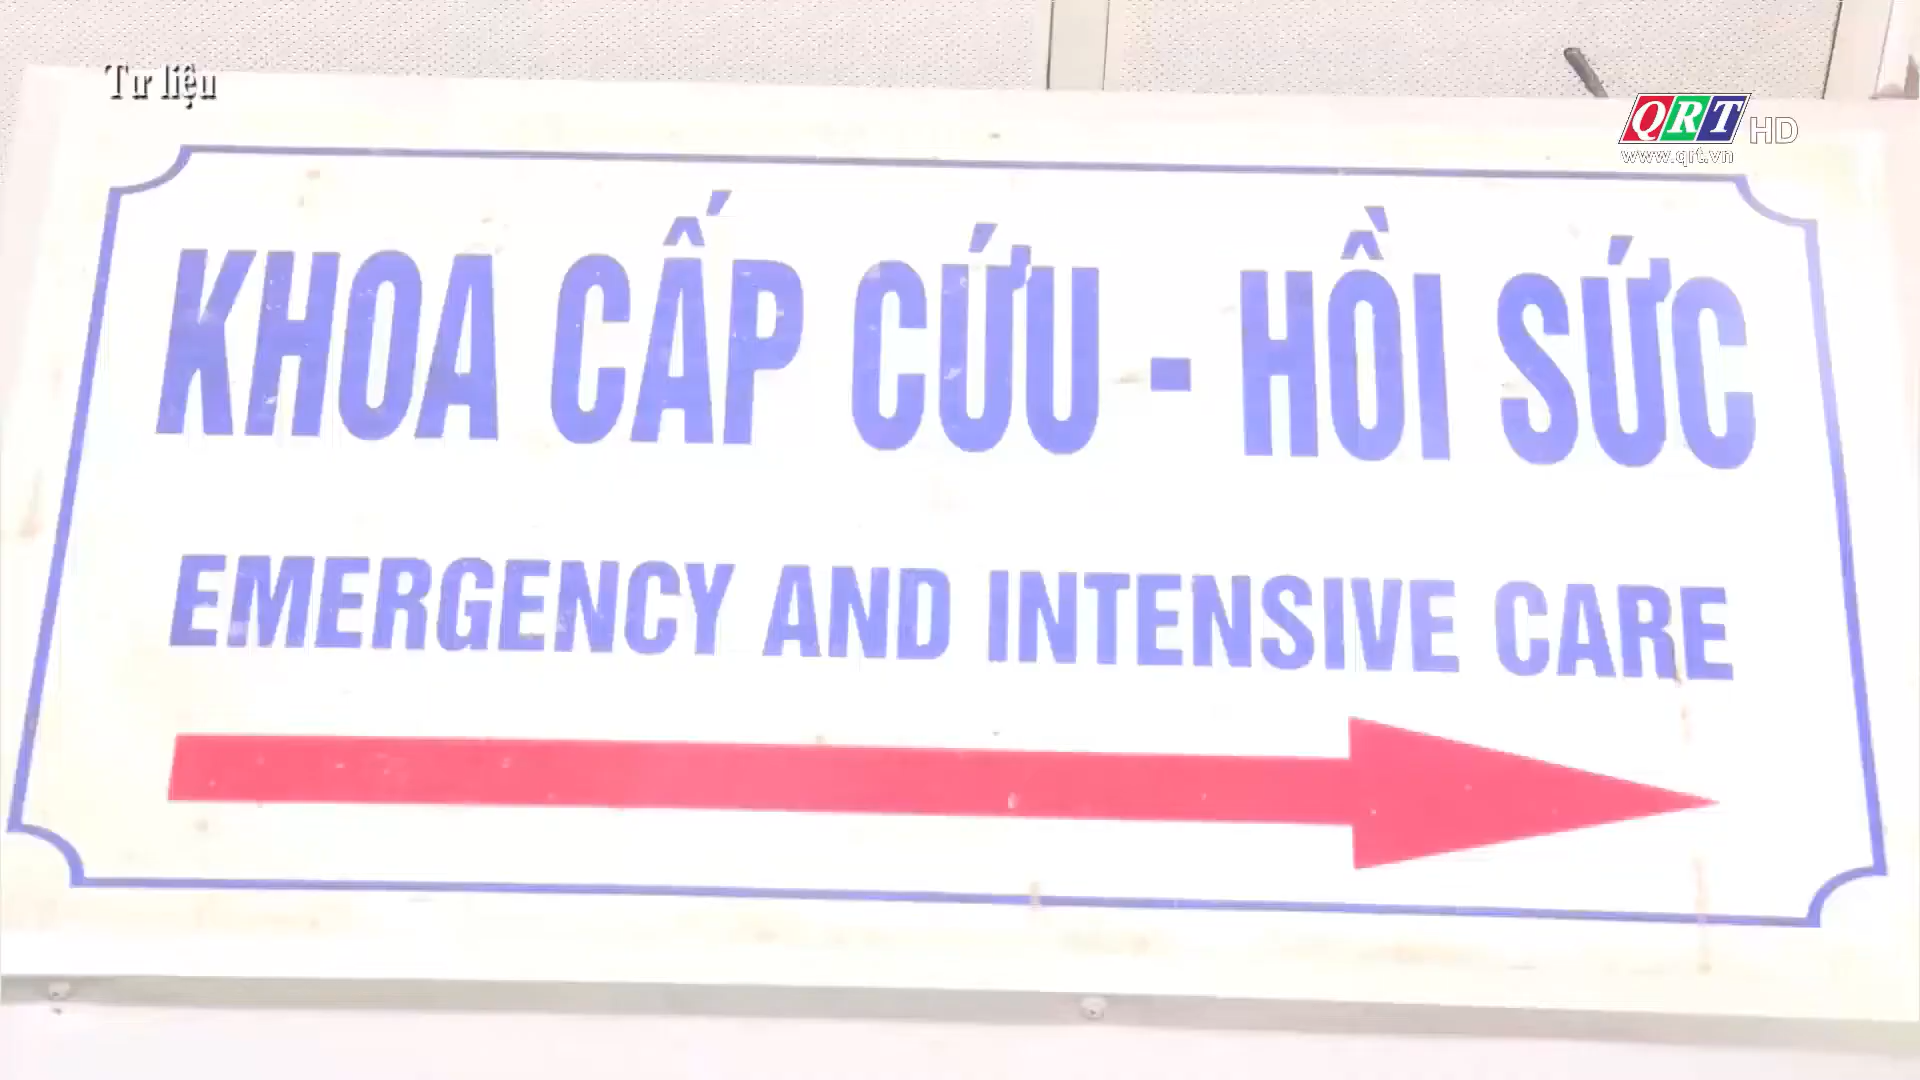 Tư liệu
QRT HD
www.qrt.vn
KHOA CẤP CỨU - HỒI SỨC
EMERGENCY AND INTENSIVE CARE